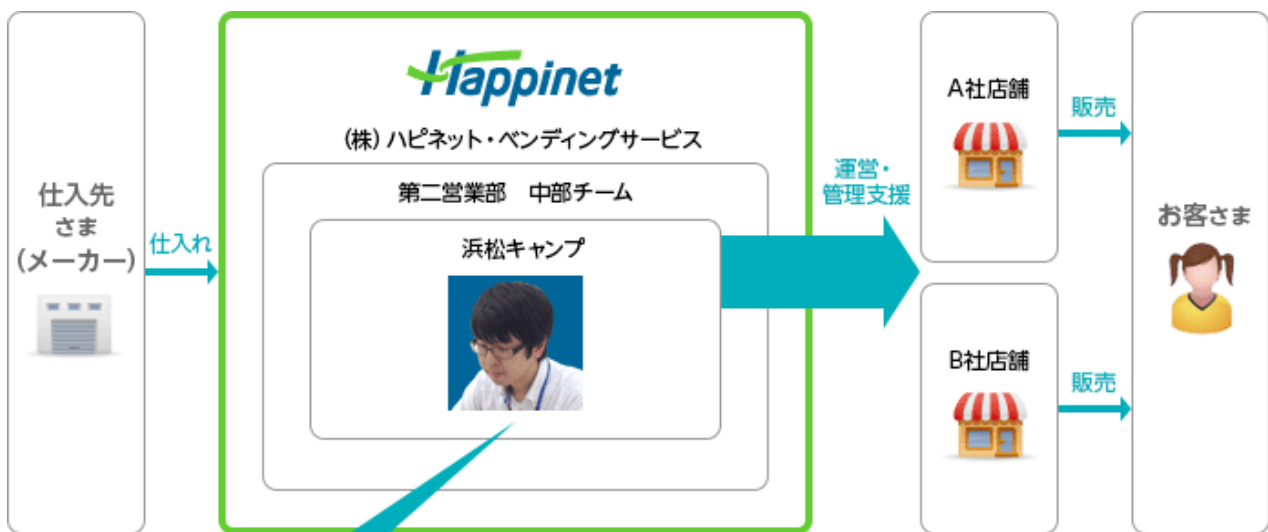 仕入先
さま
（メーカー）
仕入れ
Happinet
（株）ハピネット・ベンディングサービス
第二営業部　中部チーム
浜松キャンプ
運営・
管理支援
A社店舗
販売
B社店舗
販売
お客さま